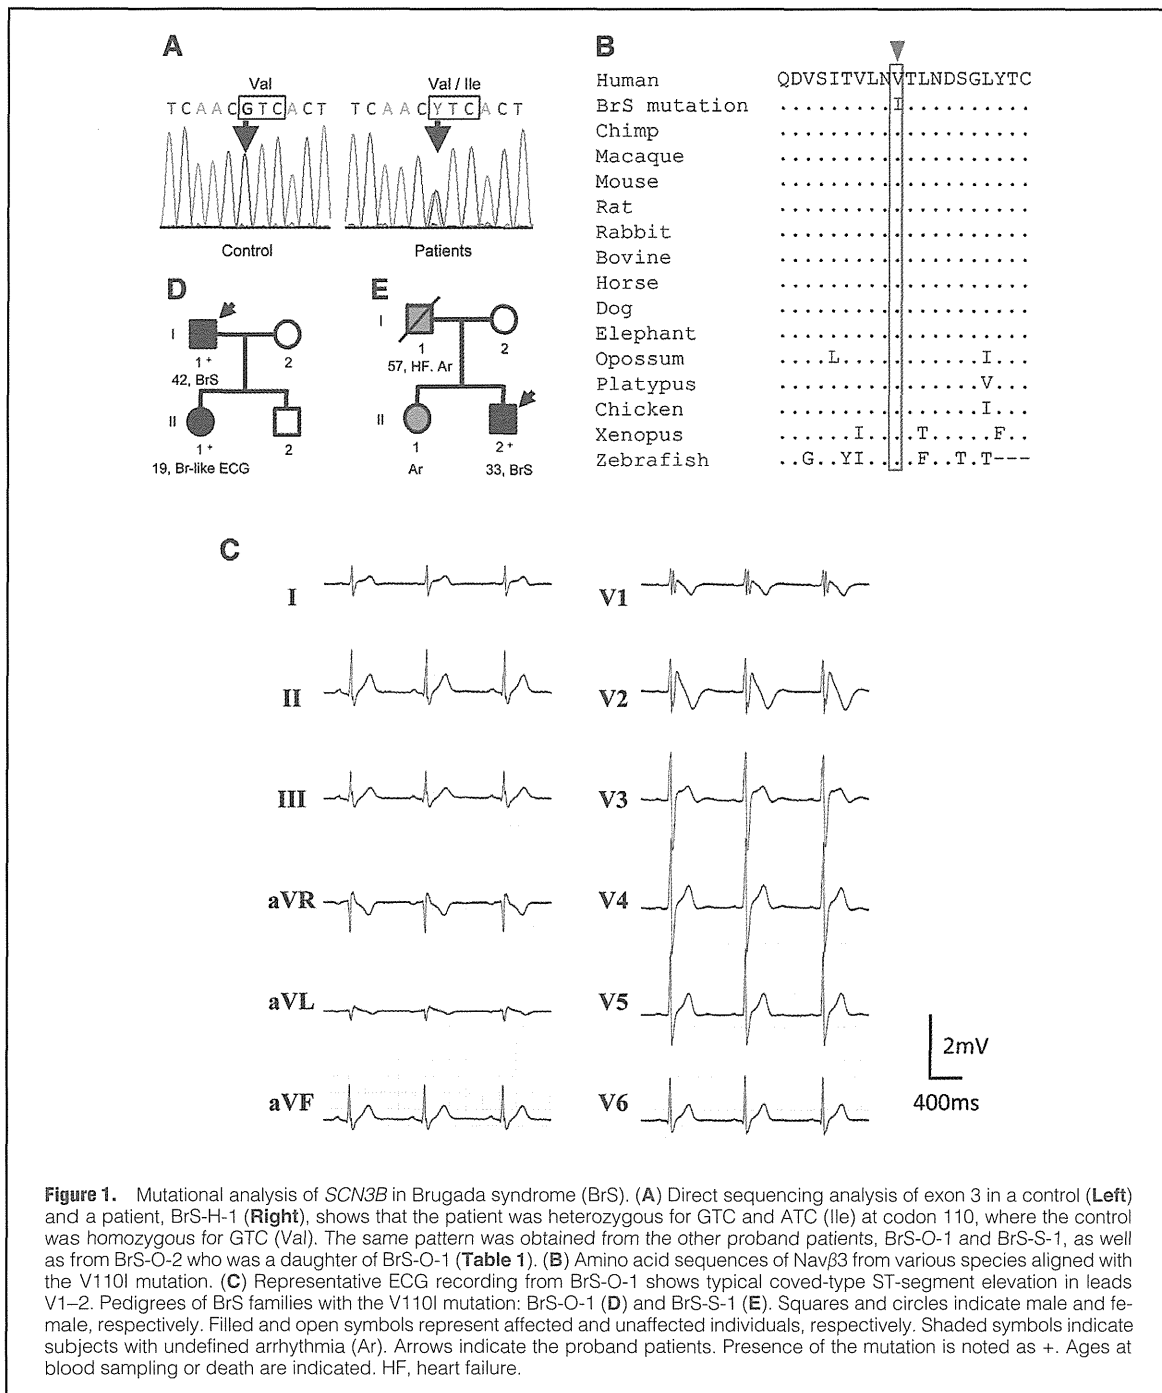 A
Val
Val / Ile
TCAACGTCACT
TCAACYTCACT
Control
Patients
B
Human QDVSITVLNVTLNDSGLYTC
BrS mutation .........I..........
Chimp ....................
Macaque ....................
Mouse ....................
Rat ....................
Rabbit ....................
Bovine ....................
Horse ....................
Dog ....................
Elephant ....................
Opossum ....L...........I...
Platypus ................V...
Chicken ................I...
Xenopus ......I....T.....F..
Zebrafish ..G..YI....F..T.T---
D
I
1 +
2
42, BrS
II
1 +
2
19, Br-like ECG
E
I
1
2
57, HF. Ar
II
1
2 +
Ar
33, BrS
C
I
II
III
aVR
aVL
aVF
V1
V2
V3
V4
V5
V6
2mV
400ms
Figure 1. Mutational analysis of SCN3B in Brugada syndrome (BrS). (A) Direct sequencing analysis of exon 3 in a control (Left)
and a patient, BrS-H-1 (Right), shows that the patient was heterozygous for GTC and ATC (Ile) at codon 110, where the control
was homozygous for GTC (Val). The same pattern was obtained from the other proband patients, BrS-O-1 and BrS-S-1, as well
as from BrS-O-2 who was a daughter of BrS-O-1 (Table 1). (B) Amino acid sequences of Navβ3 from various species aligned with
the V110I mutation. (C) Representative ECG recording from BrS-O-1 shows typical coved-type ST-segment elevation in leads
V1–2. Pedigrees of BrS families with the V110I mutation: BrS-O-1 (D) and BrS-S-1 (E). Squares and circles indicate male and fe-
male, respectively. Filled and open symbols represent affected and unaffected individuals, respectively. Shaded symbols indicate
subjects with undefined arrhythmia (Ar). Arrows indicate the proband patients. Presence of the mutation is noted as +. Ages at
blood sampling or death are indicated. HF, heart failure.